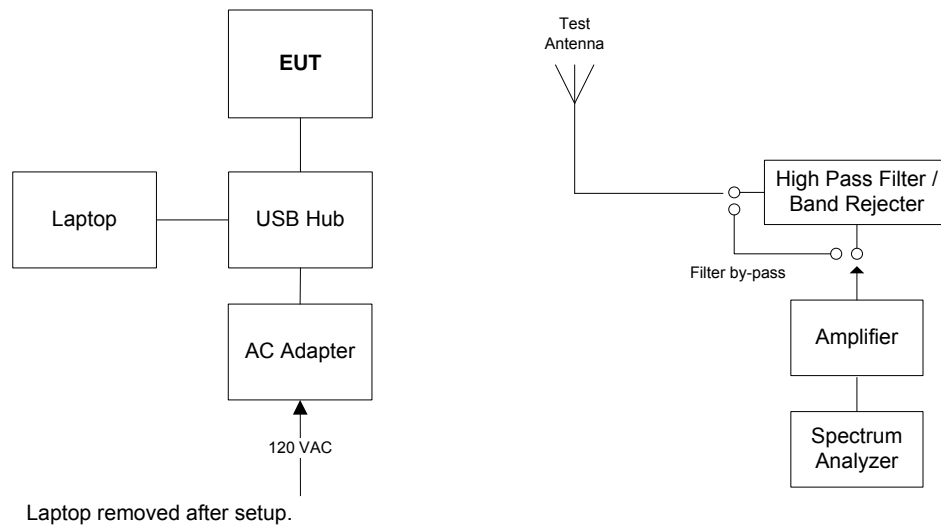 EUT
Laptop
USB Hub
AC Adapter
120 VAC
Laptop removed after setup.
Test
Antenna
High Pass Filter /
Band Rejecter
Filter by-pass
Amplifier
Spectrum
Analyzer